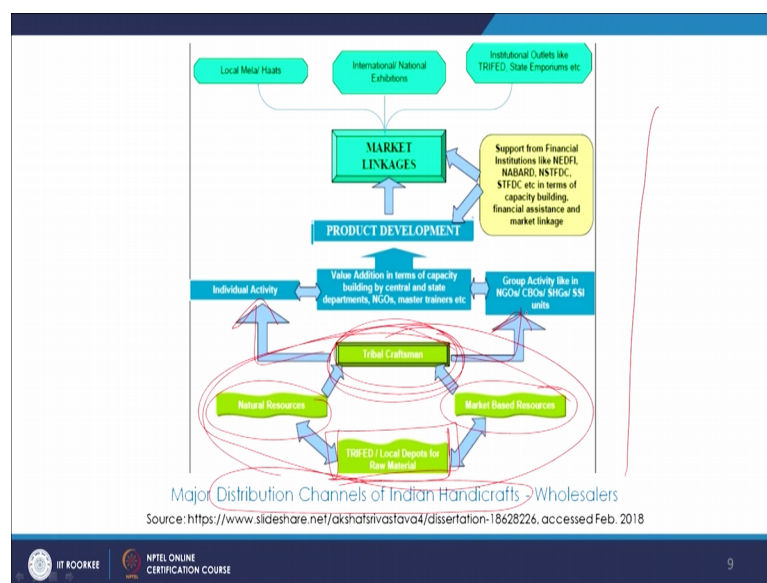 Local Mela/ Haats
International/ National
Exhibitions
Institutional Outlets like
TRIFED, State Emponums etc
MARKET
LINKAGES
Support from Financial
Institutions like NEDFI,
NABARD, NSTFDC,
STFDC etc in terms of
capacity building,
financial assistance and
market linkage
PRODUCT DEVELOPMENT
Individual Activity
Value Addition in terms of capacity
building by central and state
departments, NGOs, master trainers etc
Group Activity like in
NGOs/ CBOs/ SHGs/ SSI
units
Tribal Craftsman
Natural Resources
Market Based Resources
TRIFED / Local Depots for
Raw Material
Major Distribution Channels of Indian Handicrafts - Wholesalers
Source: https://www.slideshare.net/akshatsrivastava4/dissertation-18628226, accessed Feb. 2018
IIT ROORKEE
NPTEL ONLINE
CERTIFICATION COURSE
9